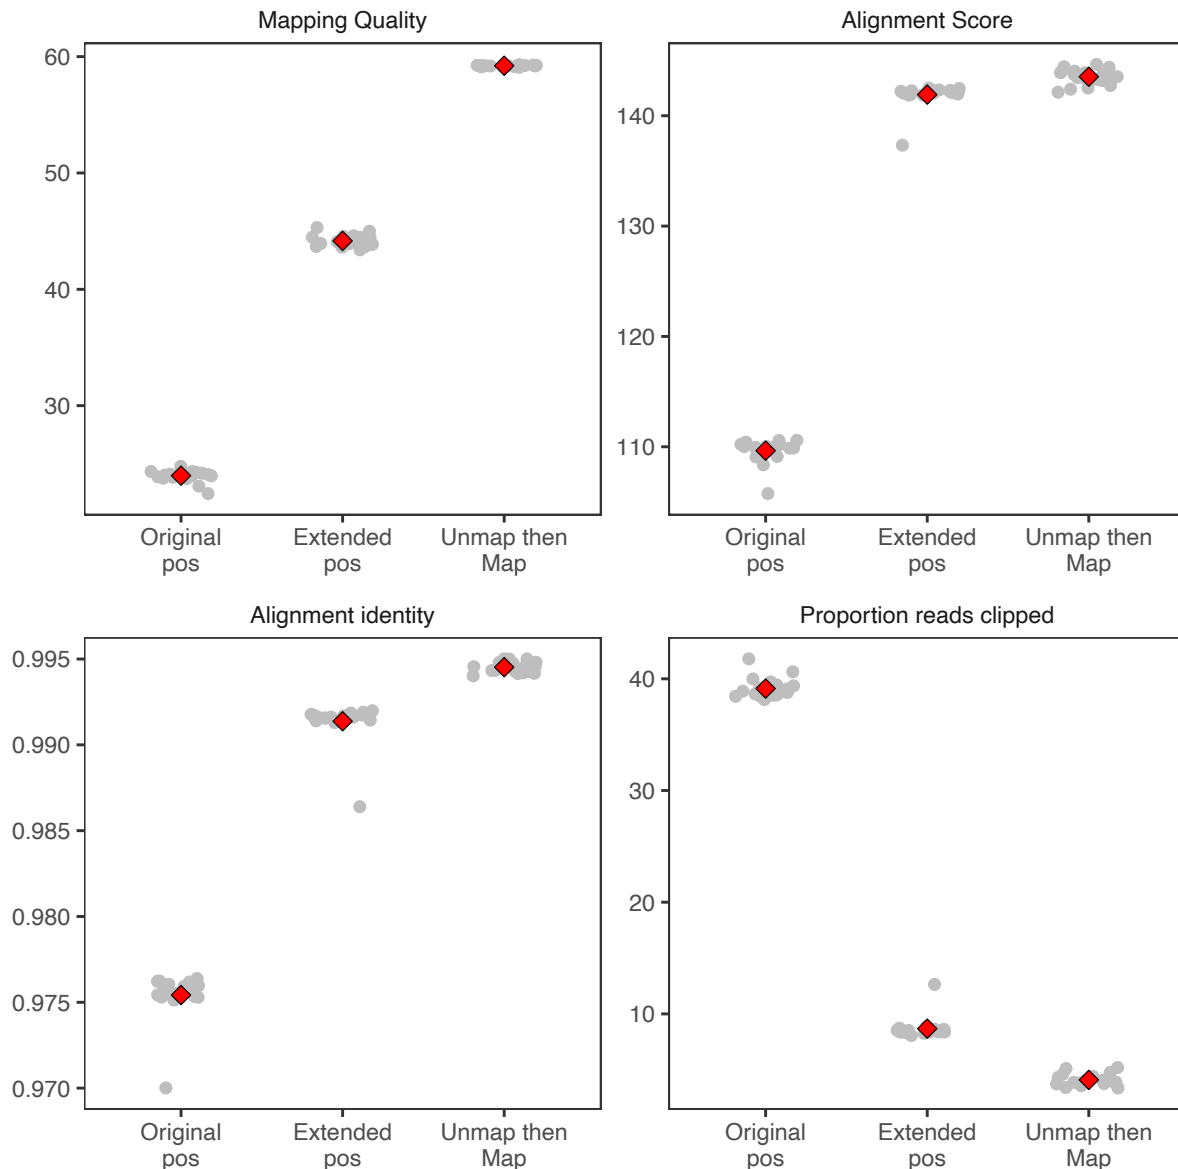 Mapping Quality
60
50
40
30
Original
pos
Extended
pos
Unmap then
Map
Alignment Score
140
130
120
110
Original
pos
Extended
pos
Unmap then
Map
Alignment identity
0.995
0.990
0.985
0.980
0.975
0.970
Original
pos
Extended
pos
Unmap then
Map
Proportion reads clipped
40
30
20
10
Original
pos
Extended
pos
Unmap then
Map